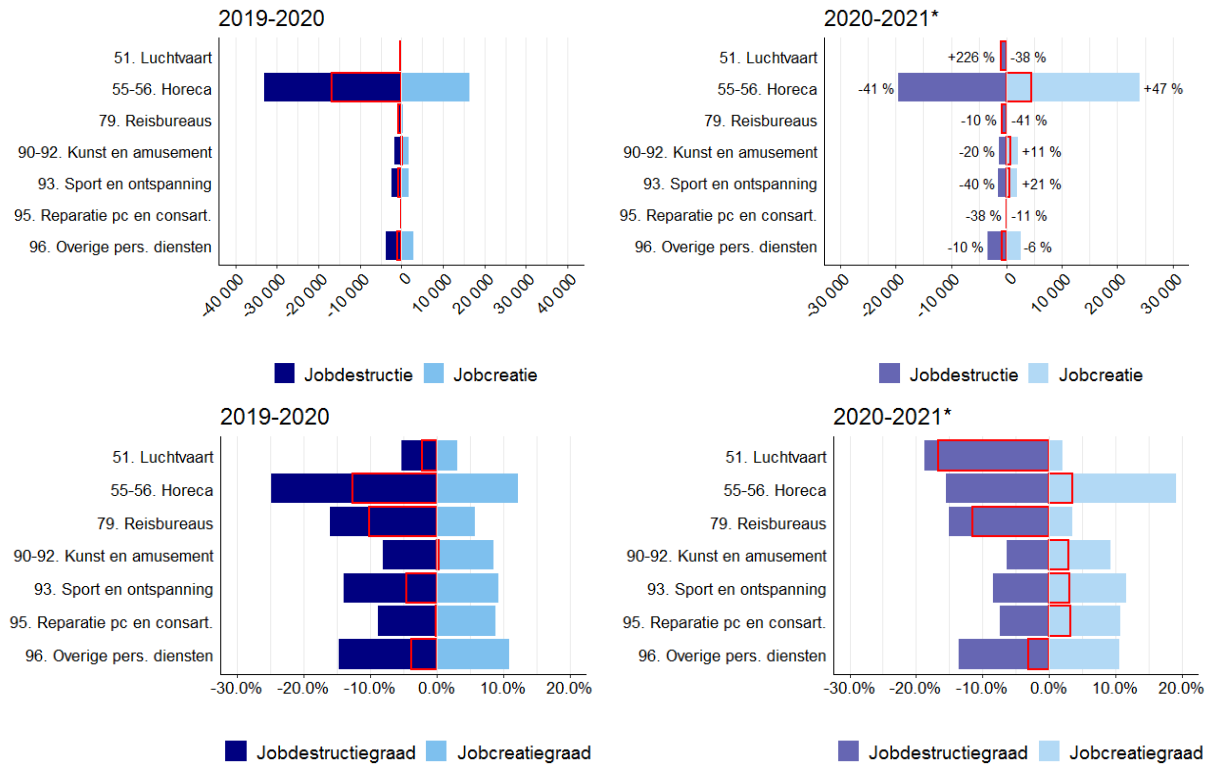 2019-2020
51. Luchtvaart
55-56. Horeca
79. Reisbureaus
90-92. Kunst en amusement
93. Sport en ontspanning
95. Reparatie pc en consart.
96. Overige pers. diensten
-40 000 -30 000 -20 000 -10 000 0 10 000 20 000 30 000 40 000
Jobdestructie Jobcreatie
2020-2021*
51. Luchtvaart +226 % -38 %
55-56. Horeca -41 % +47 %
79. Reisbureaus -10 % -41 %
90-92. Kunst en amusement -20 % +11 %
93. Sport en ontspanning -40 % +21 %
95. Reparatie pc en consart. -38 % -11 %
96. Overige pers. diensten -10 % -6 %
-30 000 -20 000 -10 000 0 10 000 20 000 30 000
Jobdestructie Jobcreatie
2019-2020
51. Luchtvaart
55-56. Horeca
79. Reisbureaus
90-92. Kunst en amusement
93. Sport en ontspanning
95. Reparatie pc en consart.
96. Overige pers. diensten
-30.0% -20.0% -10.0% 0.0% 10.0% 20.0%
Jobdestructiegraad Jobcreatiegraad
2020-2021*
51. Luchtvaart
55-56. Horeca
79. Reisbureaus
90-92. Kunst en amusement
93. Sport en ontspanning
95. Reparatie pc en consart.
96. Overige pers. diensten
-30.0% -20.0% -10.0% 0.0% 10.0% 20.0%
Jobdestructiegraad Jobcreatiegraad